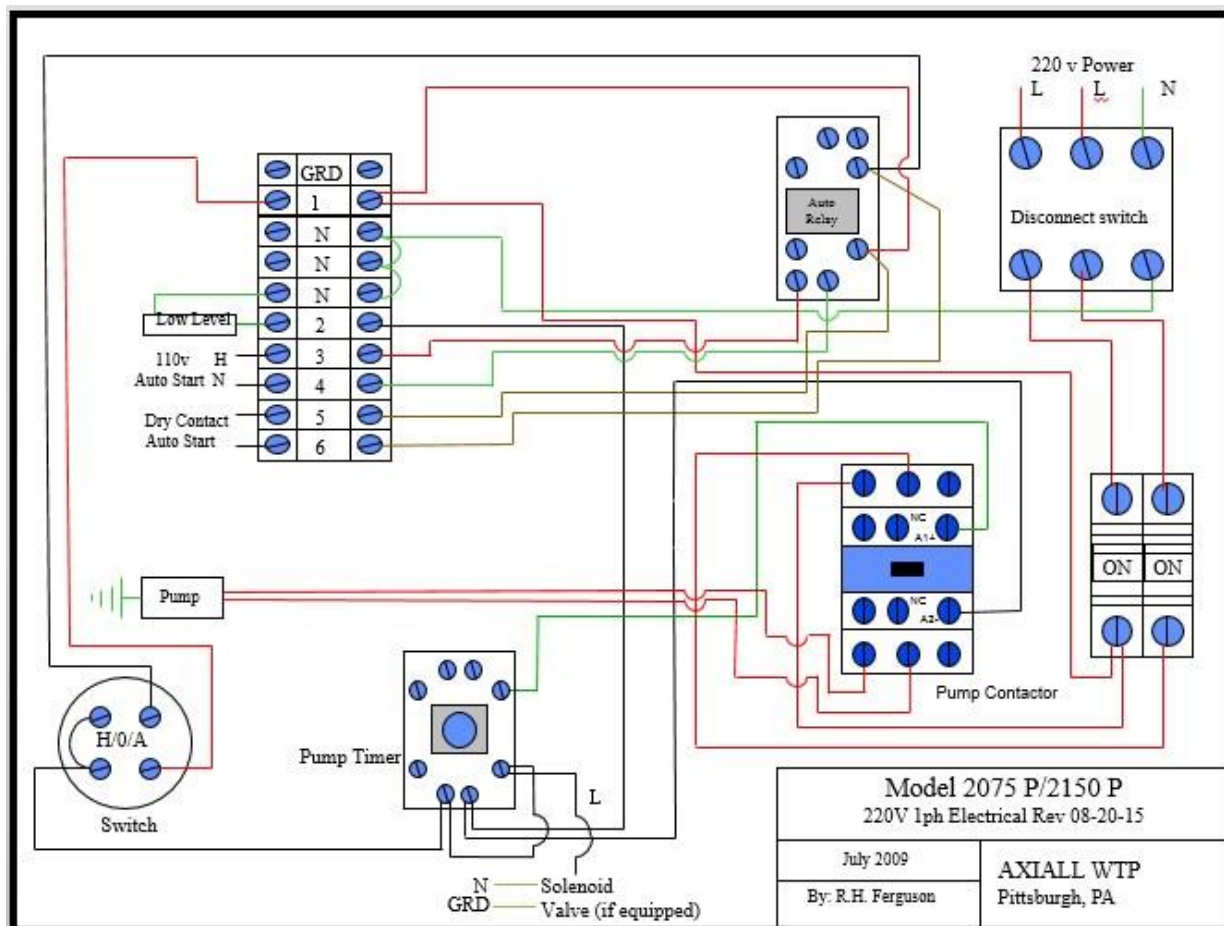 220 v Power
L L N
Disconnect switch
Auto
Relay
GRD
1
N
N
N
2
3
4
5
6
Low Level
110v H
Auto Start N
Dry Contact
Auto Start
NC
A1+
NC
A2-
Pump Contactor
ON ON
Pump
H/0/A
Switch
Pump Timer
L
N Solenoid
GRD Valve (if equipped)
Model 2075 P/2150 P
220V 1ph Electrical Rev 08-20-15
July 2009
By: R.H. Ferguson
AXIALL WTP
Pittsburgh, PA